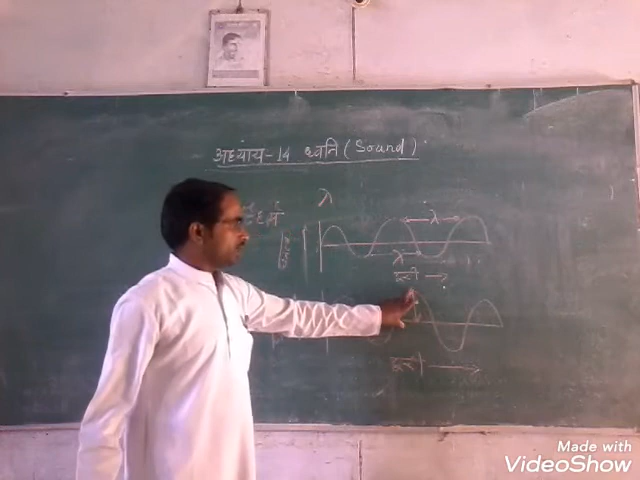 अध्याय-14 ध्वनि (Sound)
λ
λ
λ
दूरी →
दूरी →
Made with
VideoShow